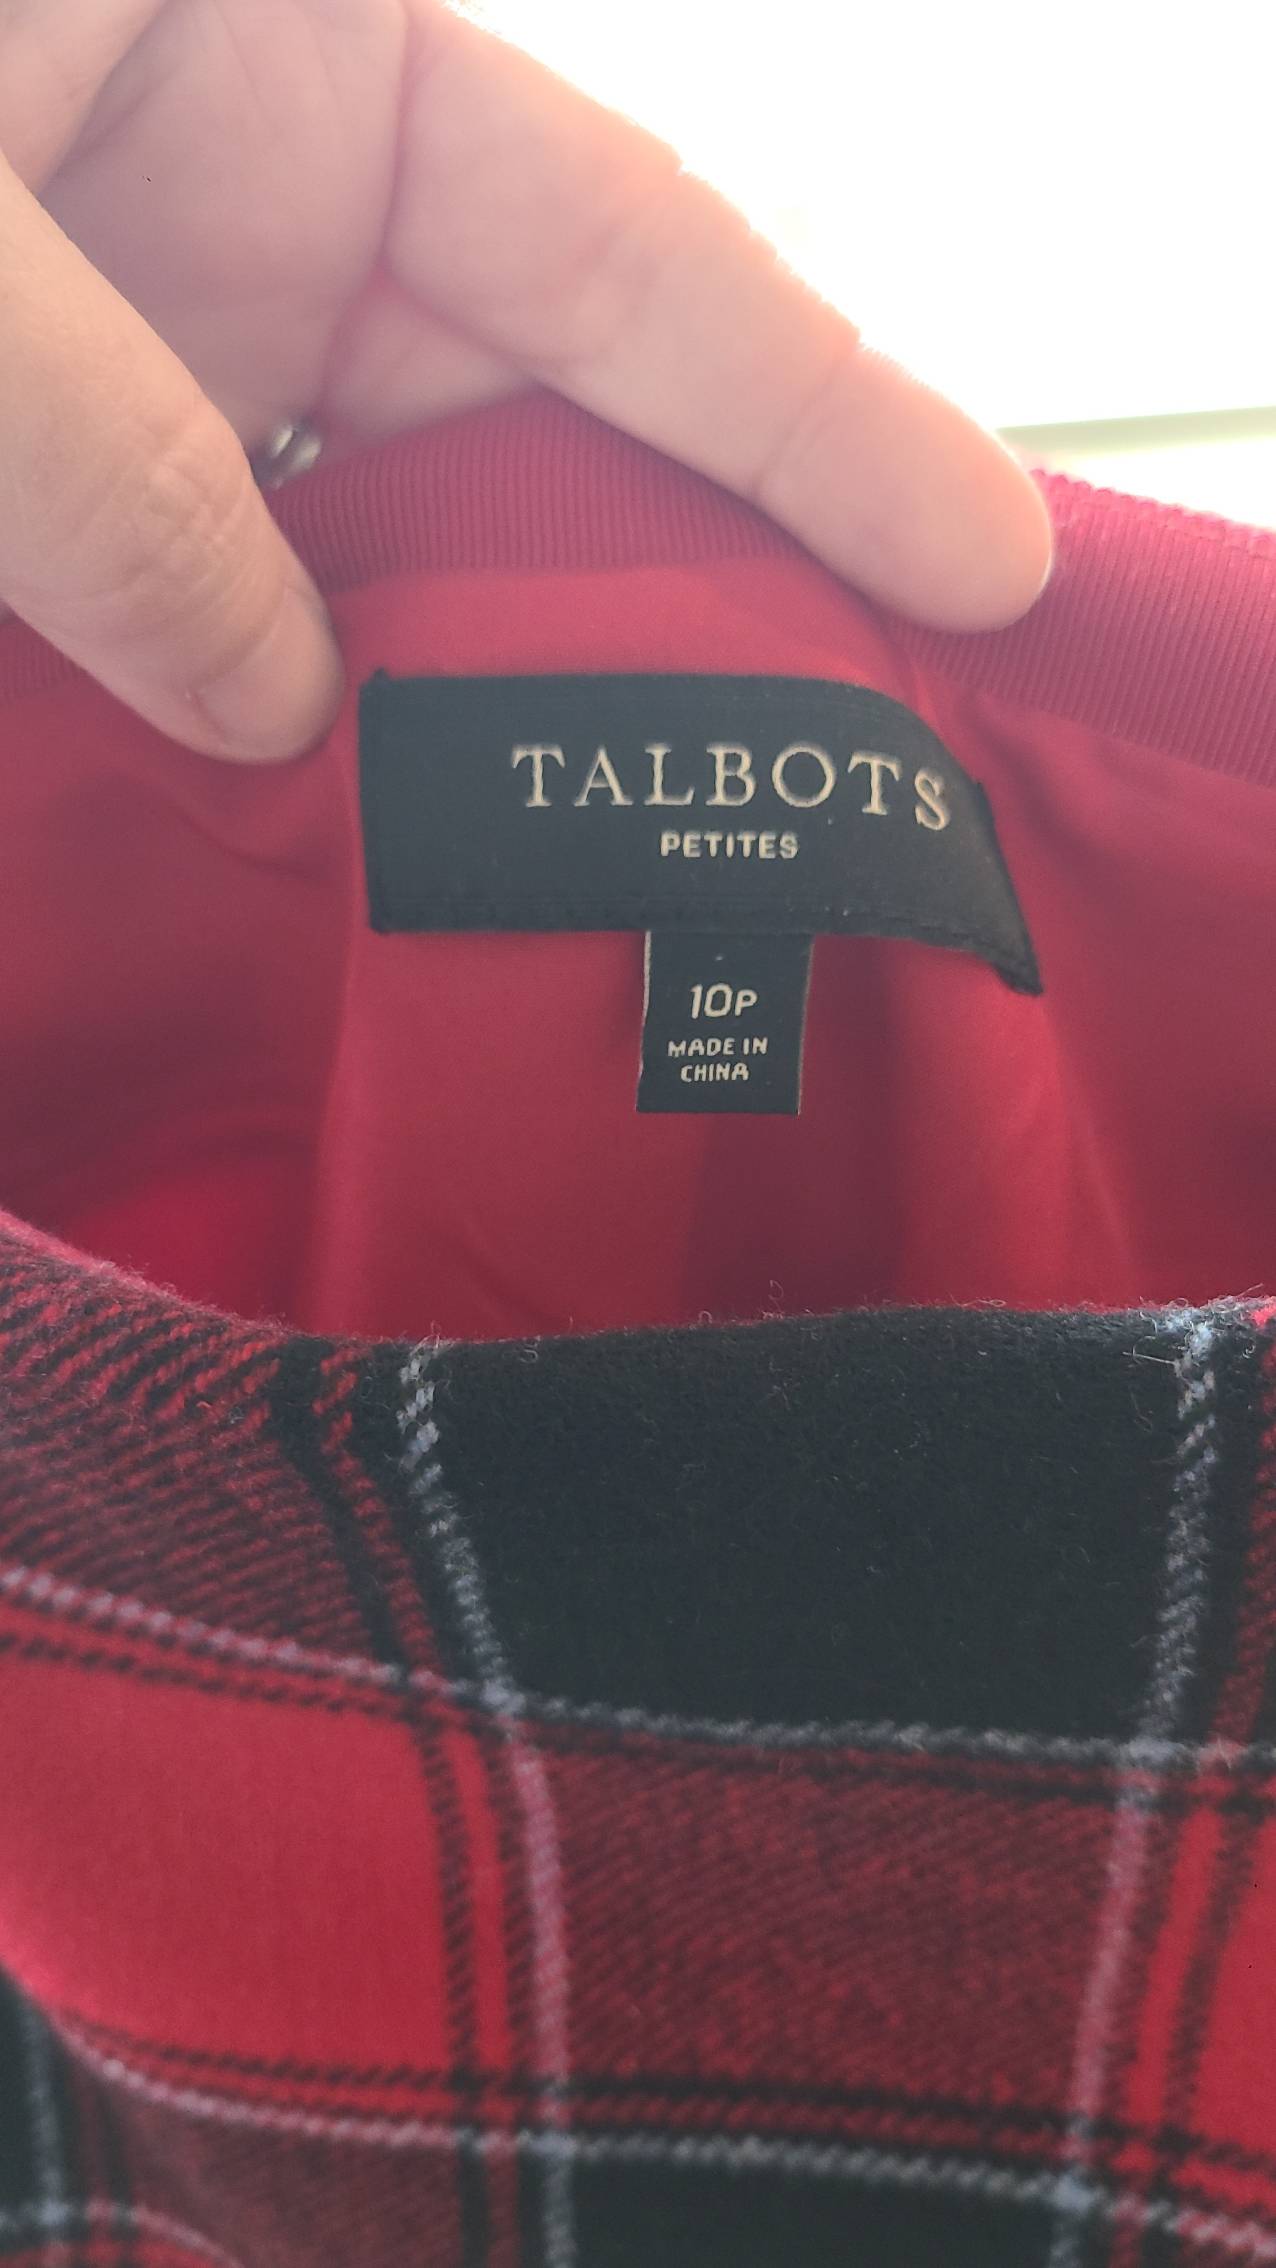 TALBOTS
PETITES
10P
MADE IN
CHINA